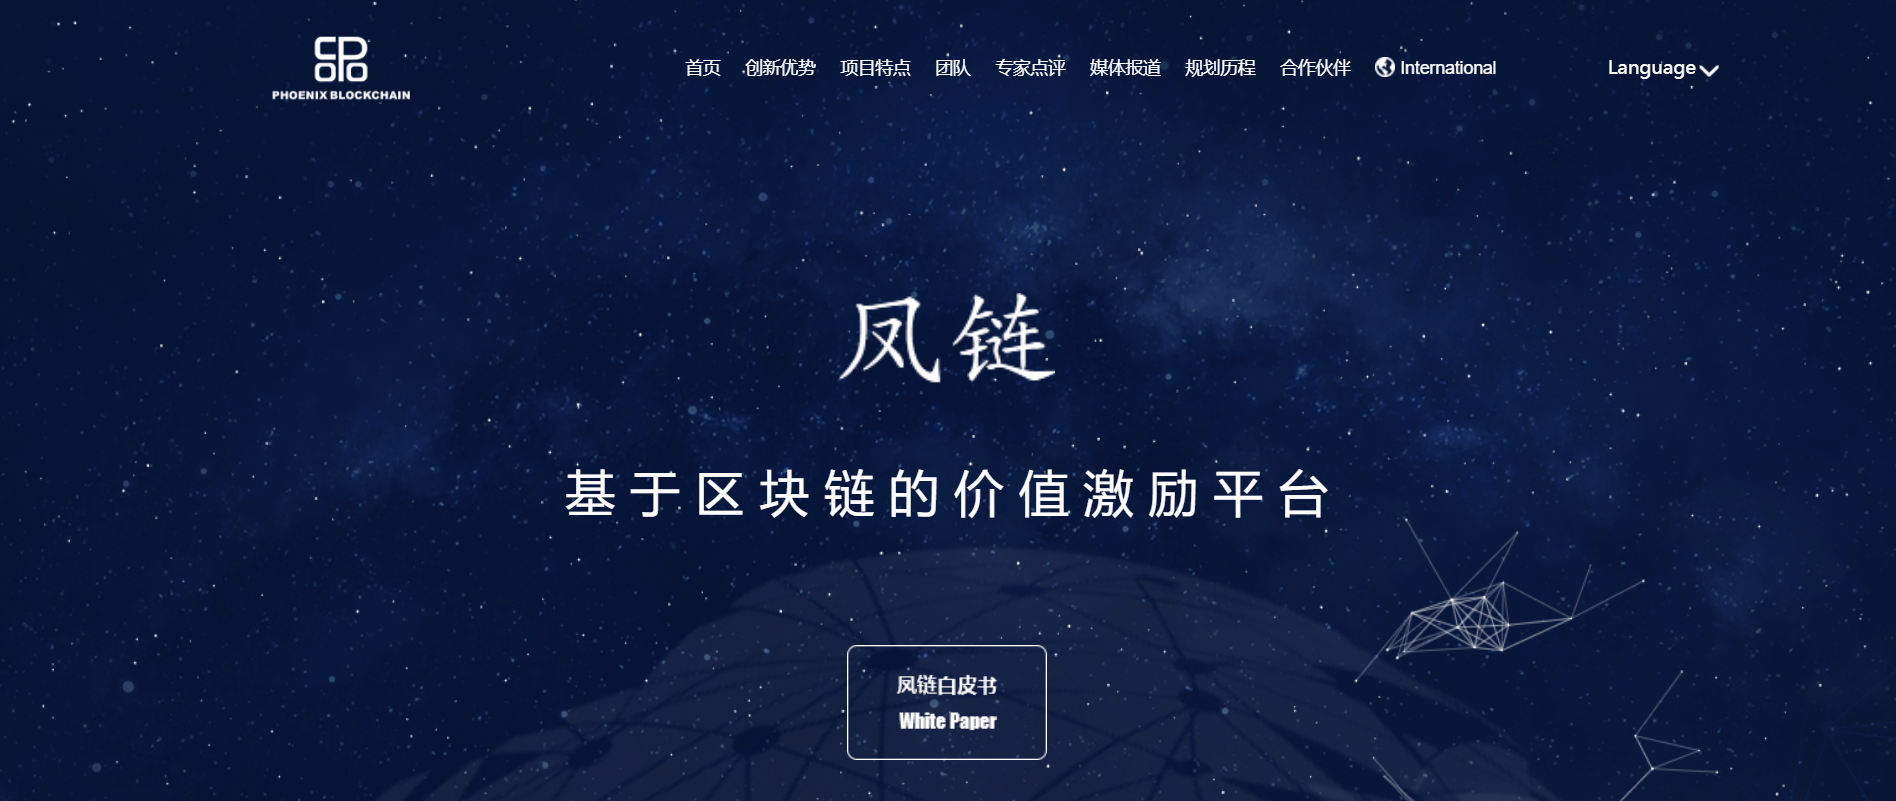 PHOENIX BLOCKCHAIN
首页 创新优势 项目特点 团队 专家点评 媒体报道 规划历程 合作伙伴 International Language
凤链
基于区块链的价值激励平台
凤链白皮书
White Paper